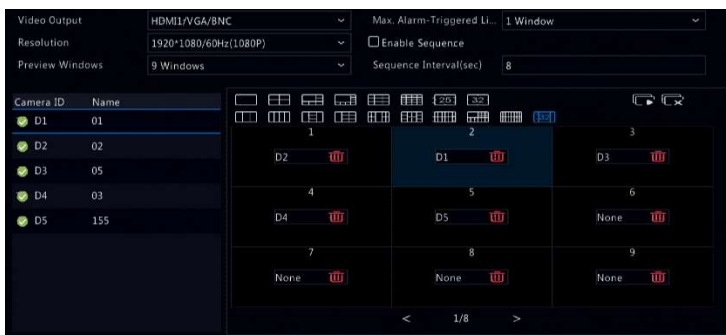 Video Output HDMI1/VGA/BNC Max. Alarm-Triggered Li... 1 Window
Resolution 1920*1080/60Hz(1080P) Enable Sequence
Preview Windows 9 Windows Sequence Interval(sec) 8
Camera ID Name
D1 01
D2 02
D3 05
D4 03
D5 155
25 32
1 2 3
D2 D1 D3
4 5 6
D4 D5 None
7 8 9
None None None
< 1/8 >